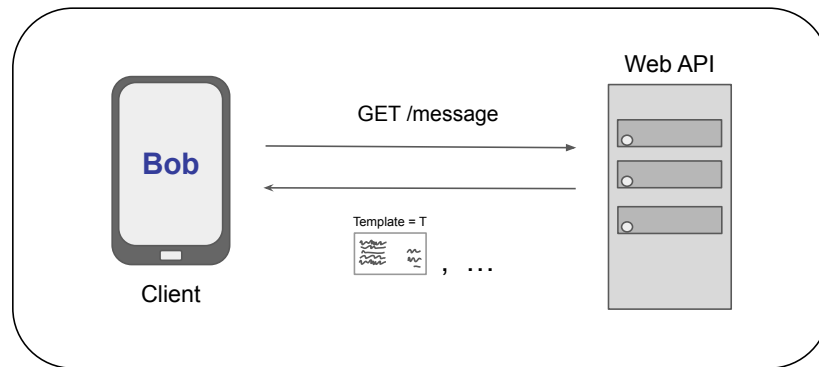 Web API
GET /message
Bob
Template = T
, …
Client